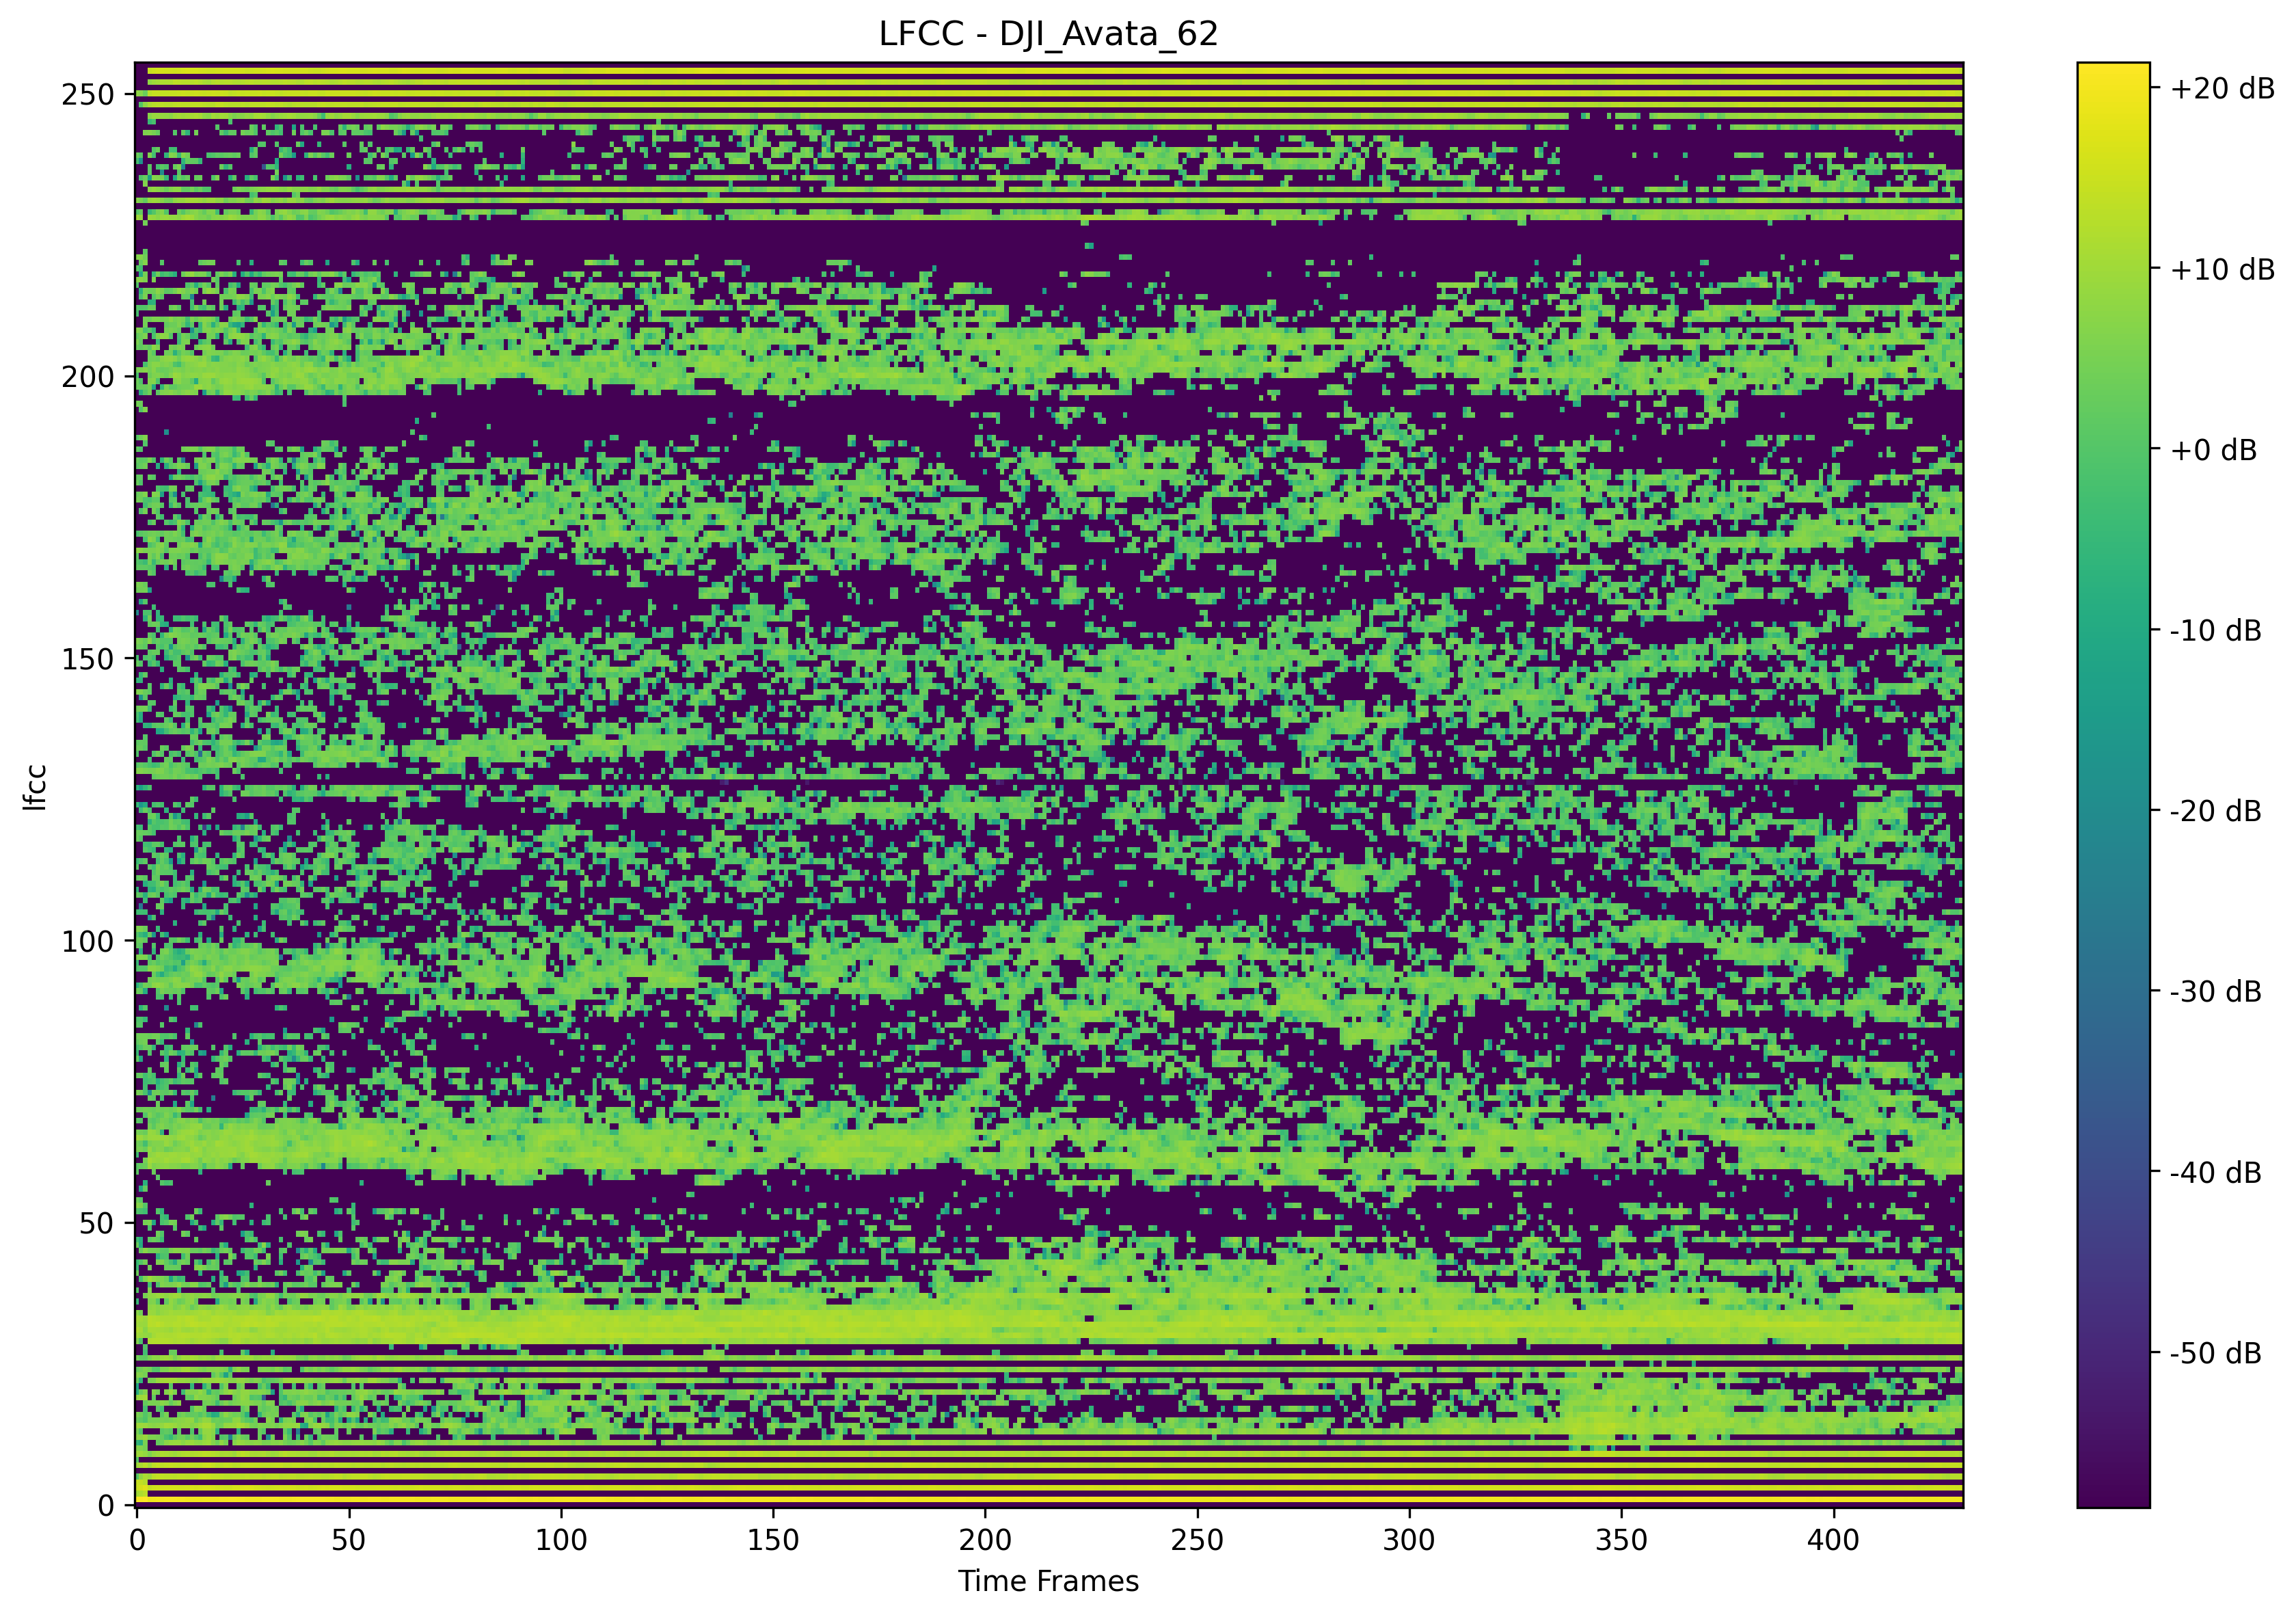 LFCC - DJI_Avata_62
250
200
150
100
50
0
lfcc
0 50 100 150 200 250 300 350 400
Time Frames
+20 dB
+10 dB
+0 dB
-10 dB
-20 dB
-30 dB
-40 dB
-50 dB